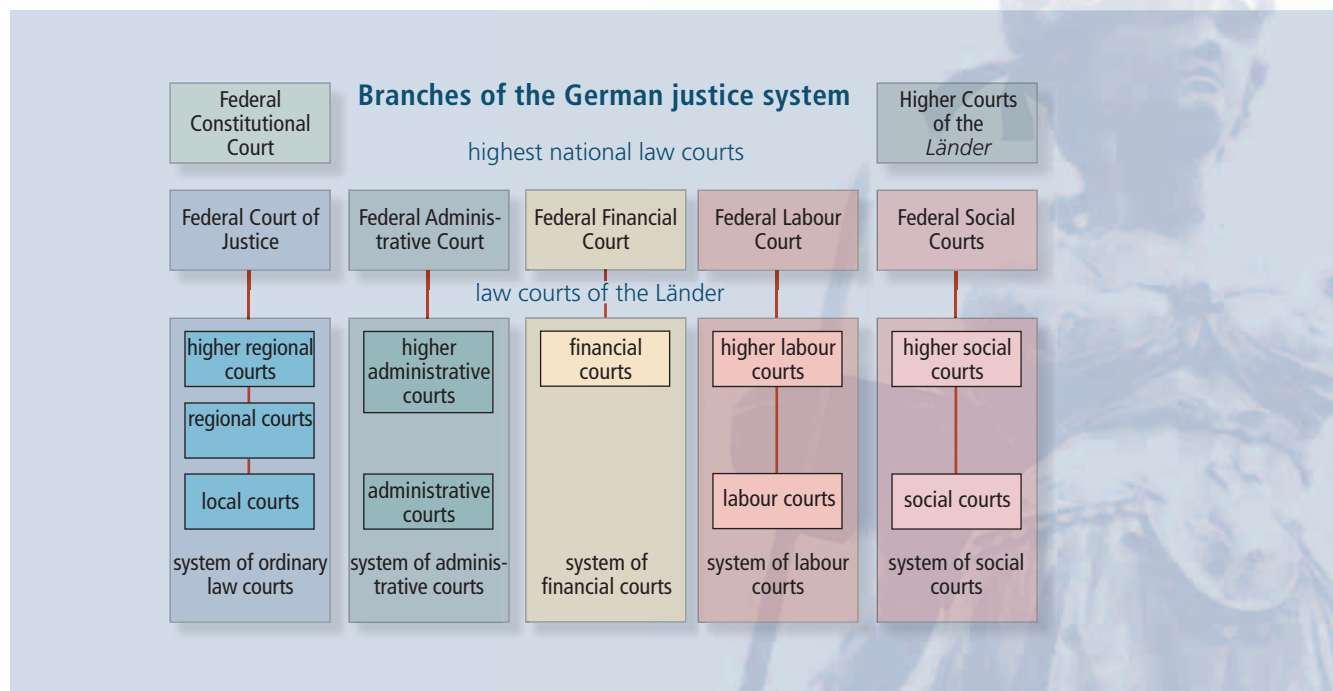 Federal
Constitutional
Court
Branches of the German justice system
highest national law courts
Higher Courts
of the
Länder
Federal Court of
Justice
Federal Adminis-
trative Court
Federal Financial
Court
Federal Labour
Court
Federal Social
Courts
law courts of the Länder
higher regional
courts
regional courts
local courts
system of ordinary
law courts
higher
administrative
courts
administrative
courts
system of adminis-
trative courts
financial
courts
system of
financial courts
higher labour
courts
labour courts
system of labour
courts
higher social
courts
social courts
system of social
courts